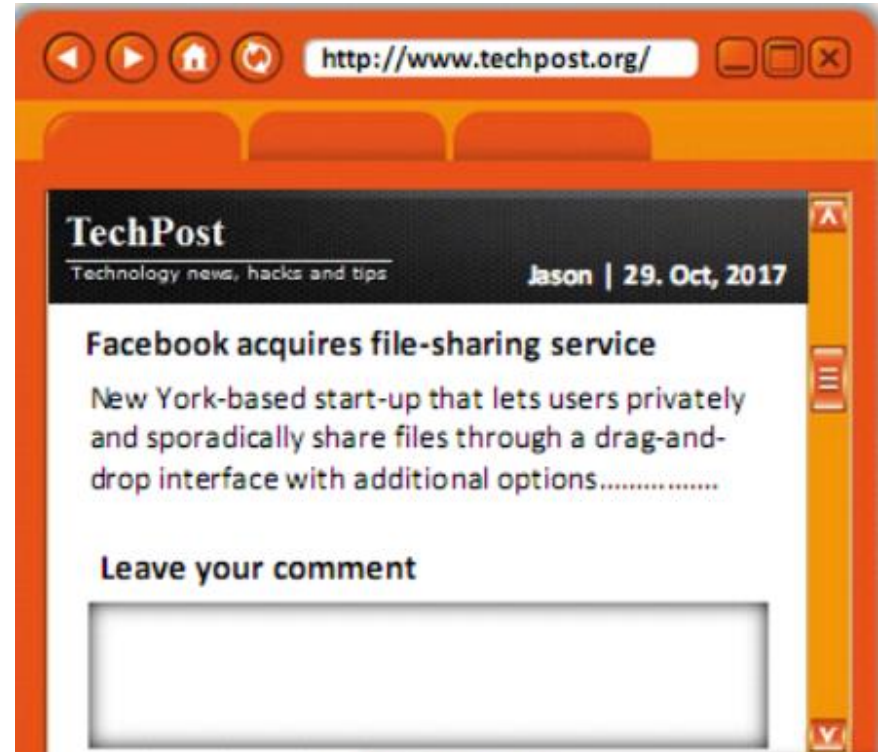 http://www.techpost.org/
TechPost
Technology news, hacks and tips
Jason | 29. Oct, 2017
Facebook acquires file-sharing service
New York-based start-up that lets users privately
and sporadically share files through a drag-and-
drop interface with additional options................
Leave your comment